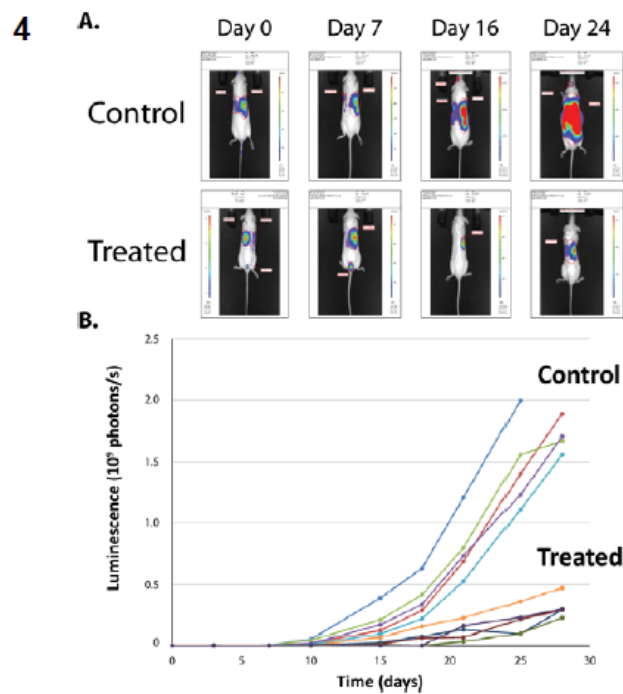 4
A.
Day 0 Day 7 Day 16 Day 24
Control
Treated
B.
Luminescence (10⁹ photons/s)
2.5
2.0
1.5
1.0
0.5
0
Control
Treated
0 5 10 15 20 25 30
Time (days)